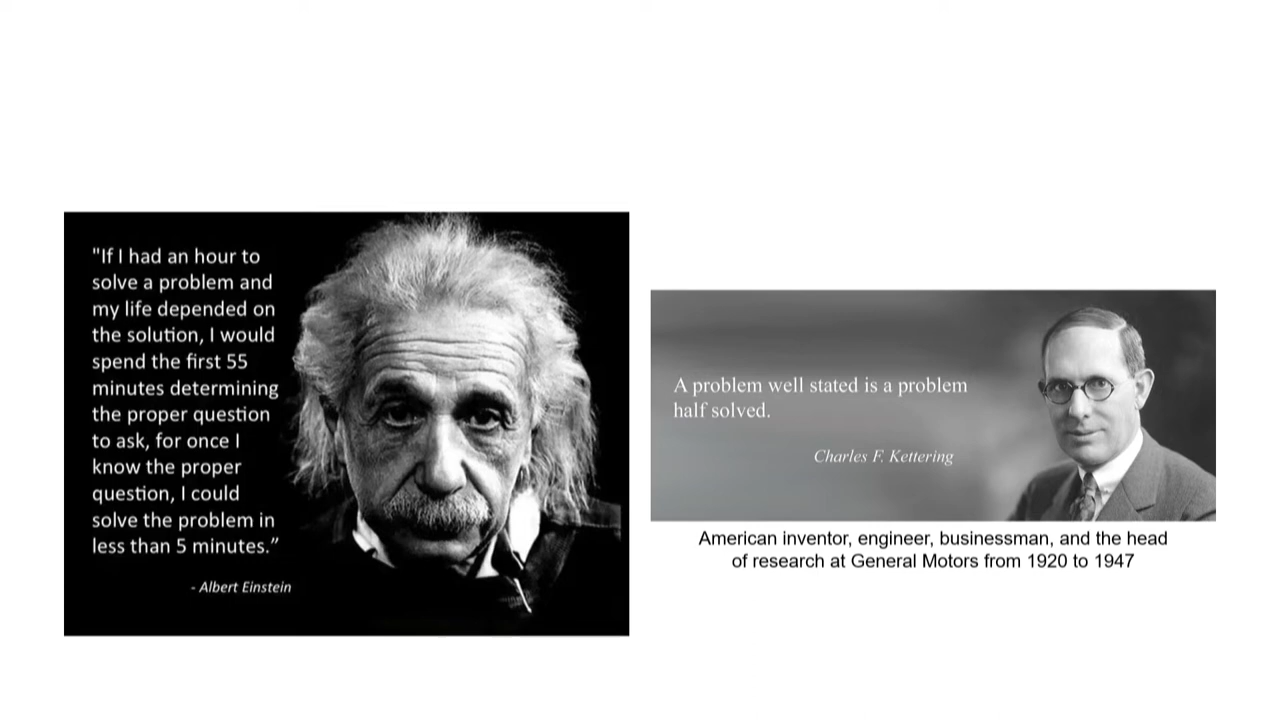 "If I had an hour to
solve a problem and
my life depended on
the solution, I would
spend the first 55
minutes determining
the proper question
to ask, for once I
know the proper
question, I could
solve the problem in
less than 5 minutes.”
- Albert Einstein
A problem well stated is a problem
half solved.
Charles F. Kettering
American inventor, engineer, businessman, and the head
of research at General Motors from 1920 to 1947